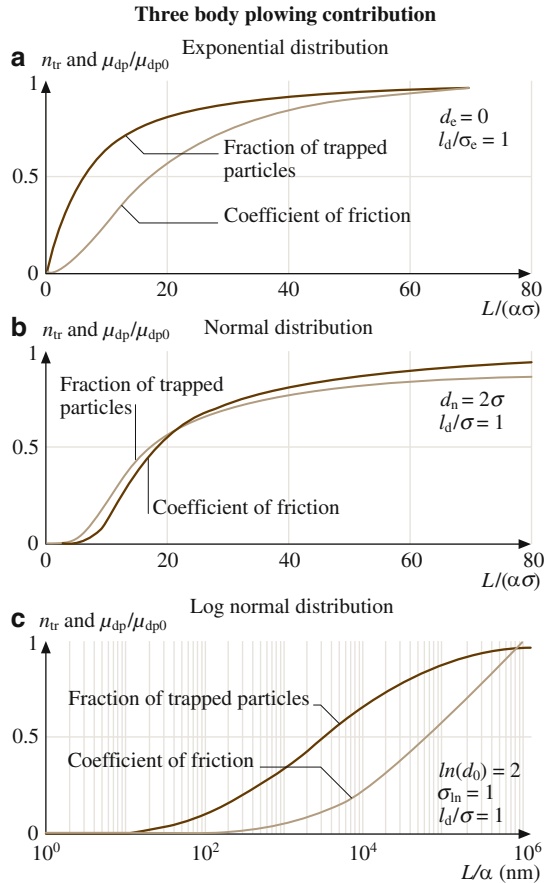 Three body plowing contribution
a
n_tr and μ_dp/μ_dp0
Exponential distribution
1
0.5
0
d_e = 0
l_d/σ_e = 1
Fraction of trapped
particles
Coefficient of friction
0 20 40 60 80
L/(ασ)
b
n_tr and μ_dp/μ_dp0
Normal distribution
1
0.5
0
Fraction of trapped
particles
d_n = 2σ
l_d/σ = 1
Coefficient of friction
0 20 40 60 80
L/(ασ)
c
n_tr and μ_dp/μ_dp0
Log normal distribution
1
0.5
0
Fraction of trapped particles
Coefficient of friction
ln(d_0) = 2
σ_ln = 1
l_d/σ = 1
10^0 10^2 10^4 10^6
L/α (nm)